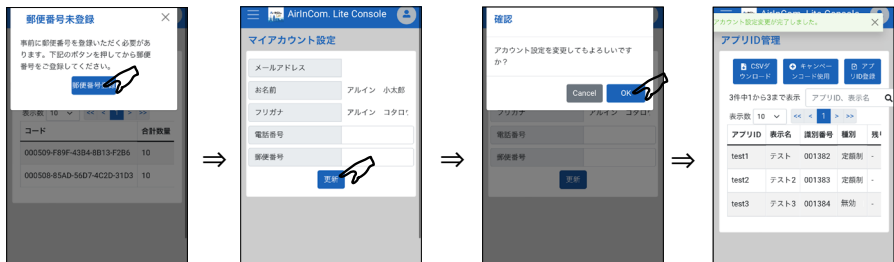 郵便番号未登録
事前に郵便番号を登録いただく必要があ
ります。下記のボタンを押してから郵便
番号をご登録してください。
郵便番号
表示数 10 << < 1 > >>
コード 合計数量
000509-F89F-43B4-8B13-F2B6 10
000508-85AD-56D7-4C2D-31D3 10
⇒
AirInCom. Lite Console
マイアカウント設定
メールアドレス
お名前 アルイン 小太郎
フリガナ アルイン コタロウ
電話番号
郵便番号
更新
⇒
確認
アカウント設定を変更してもよろしいです
か?
Cancel OK
フリガナ アルイン コタロウ
電話番号
郵便番号
更新
⇒
AirInCom. Lite Console
アカウント設定変更が完了しました。
アプリID管理
CSVダ
ウンロード
キャンペー
ンコード使用
アプ
リID登録
3件中1から3まで表示 アプリID、表示名
表示数 10 << < 1 > >>
アプリID 表示名 識別番号 種別 残り
test1 テスト 001382 定額制 -
test2 テスト2 001383 定額制 -
test3 テスト3 001384 無効 -